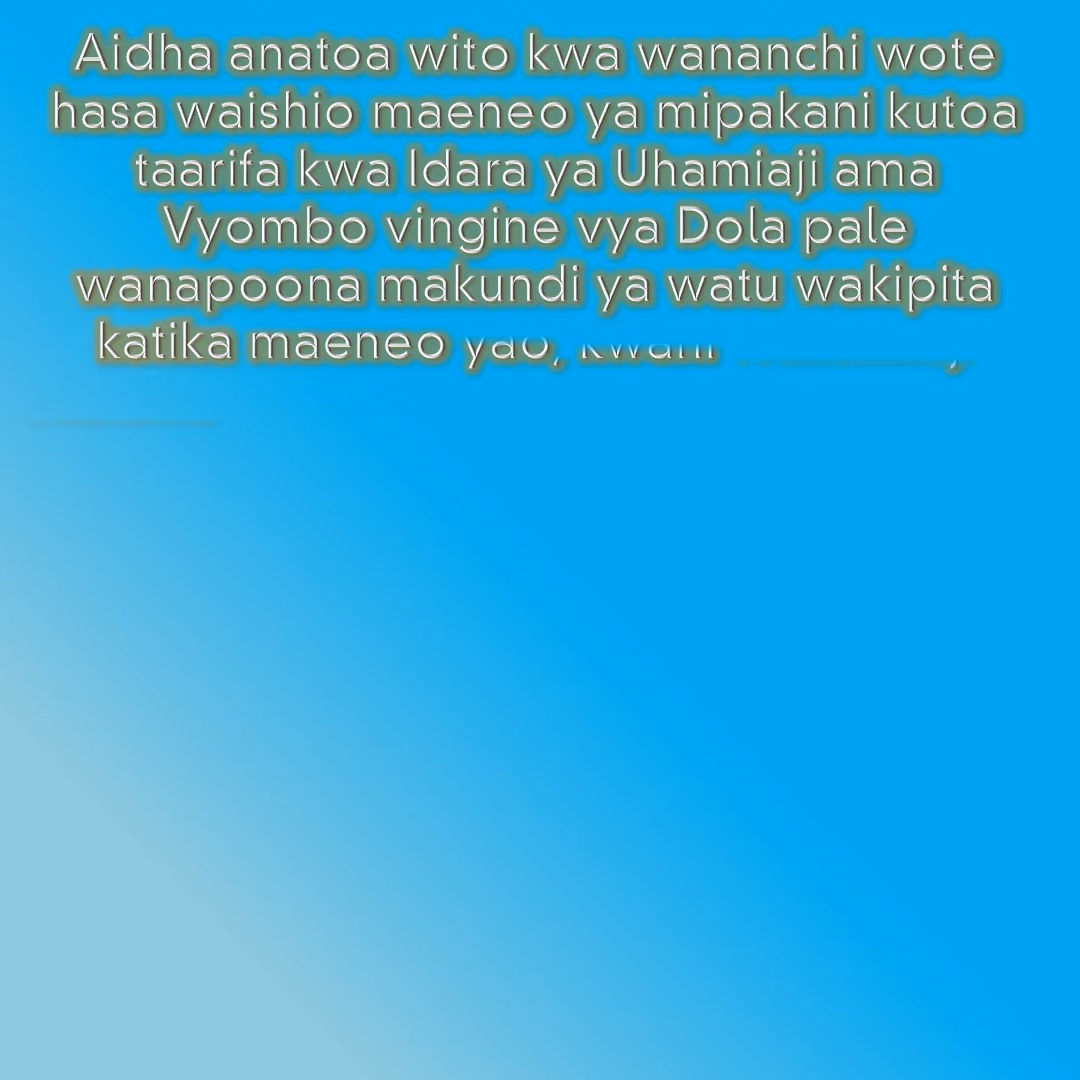 Aidha anatoa wito kwa wananchi wote
hasa waishio maeneo ya mipakani kutoa
taarifa kwa Idara ya Uhamiaji ama
Vyombo vingine vya Dola pale
wanapoona makundi ya watu wakipita
katika maeneo yao, kwani